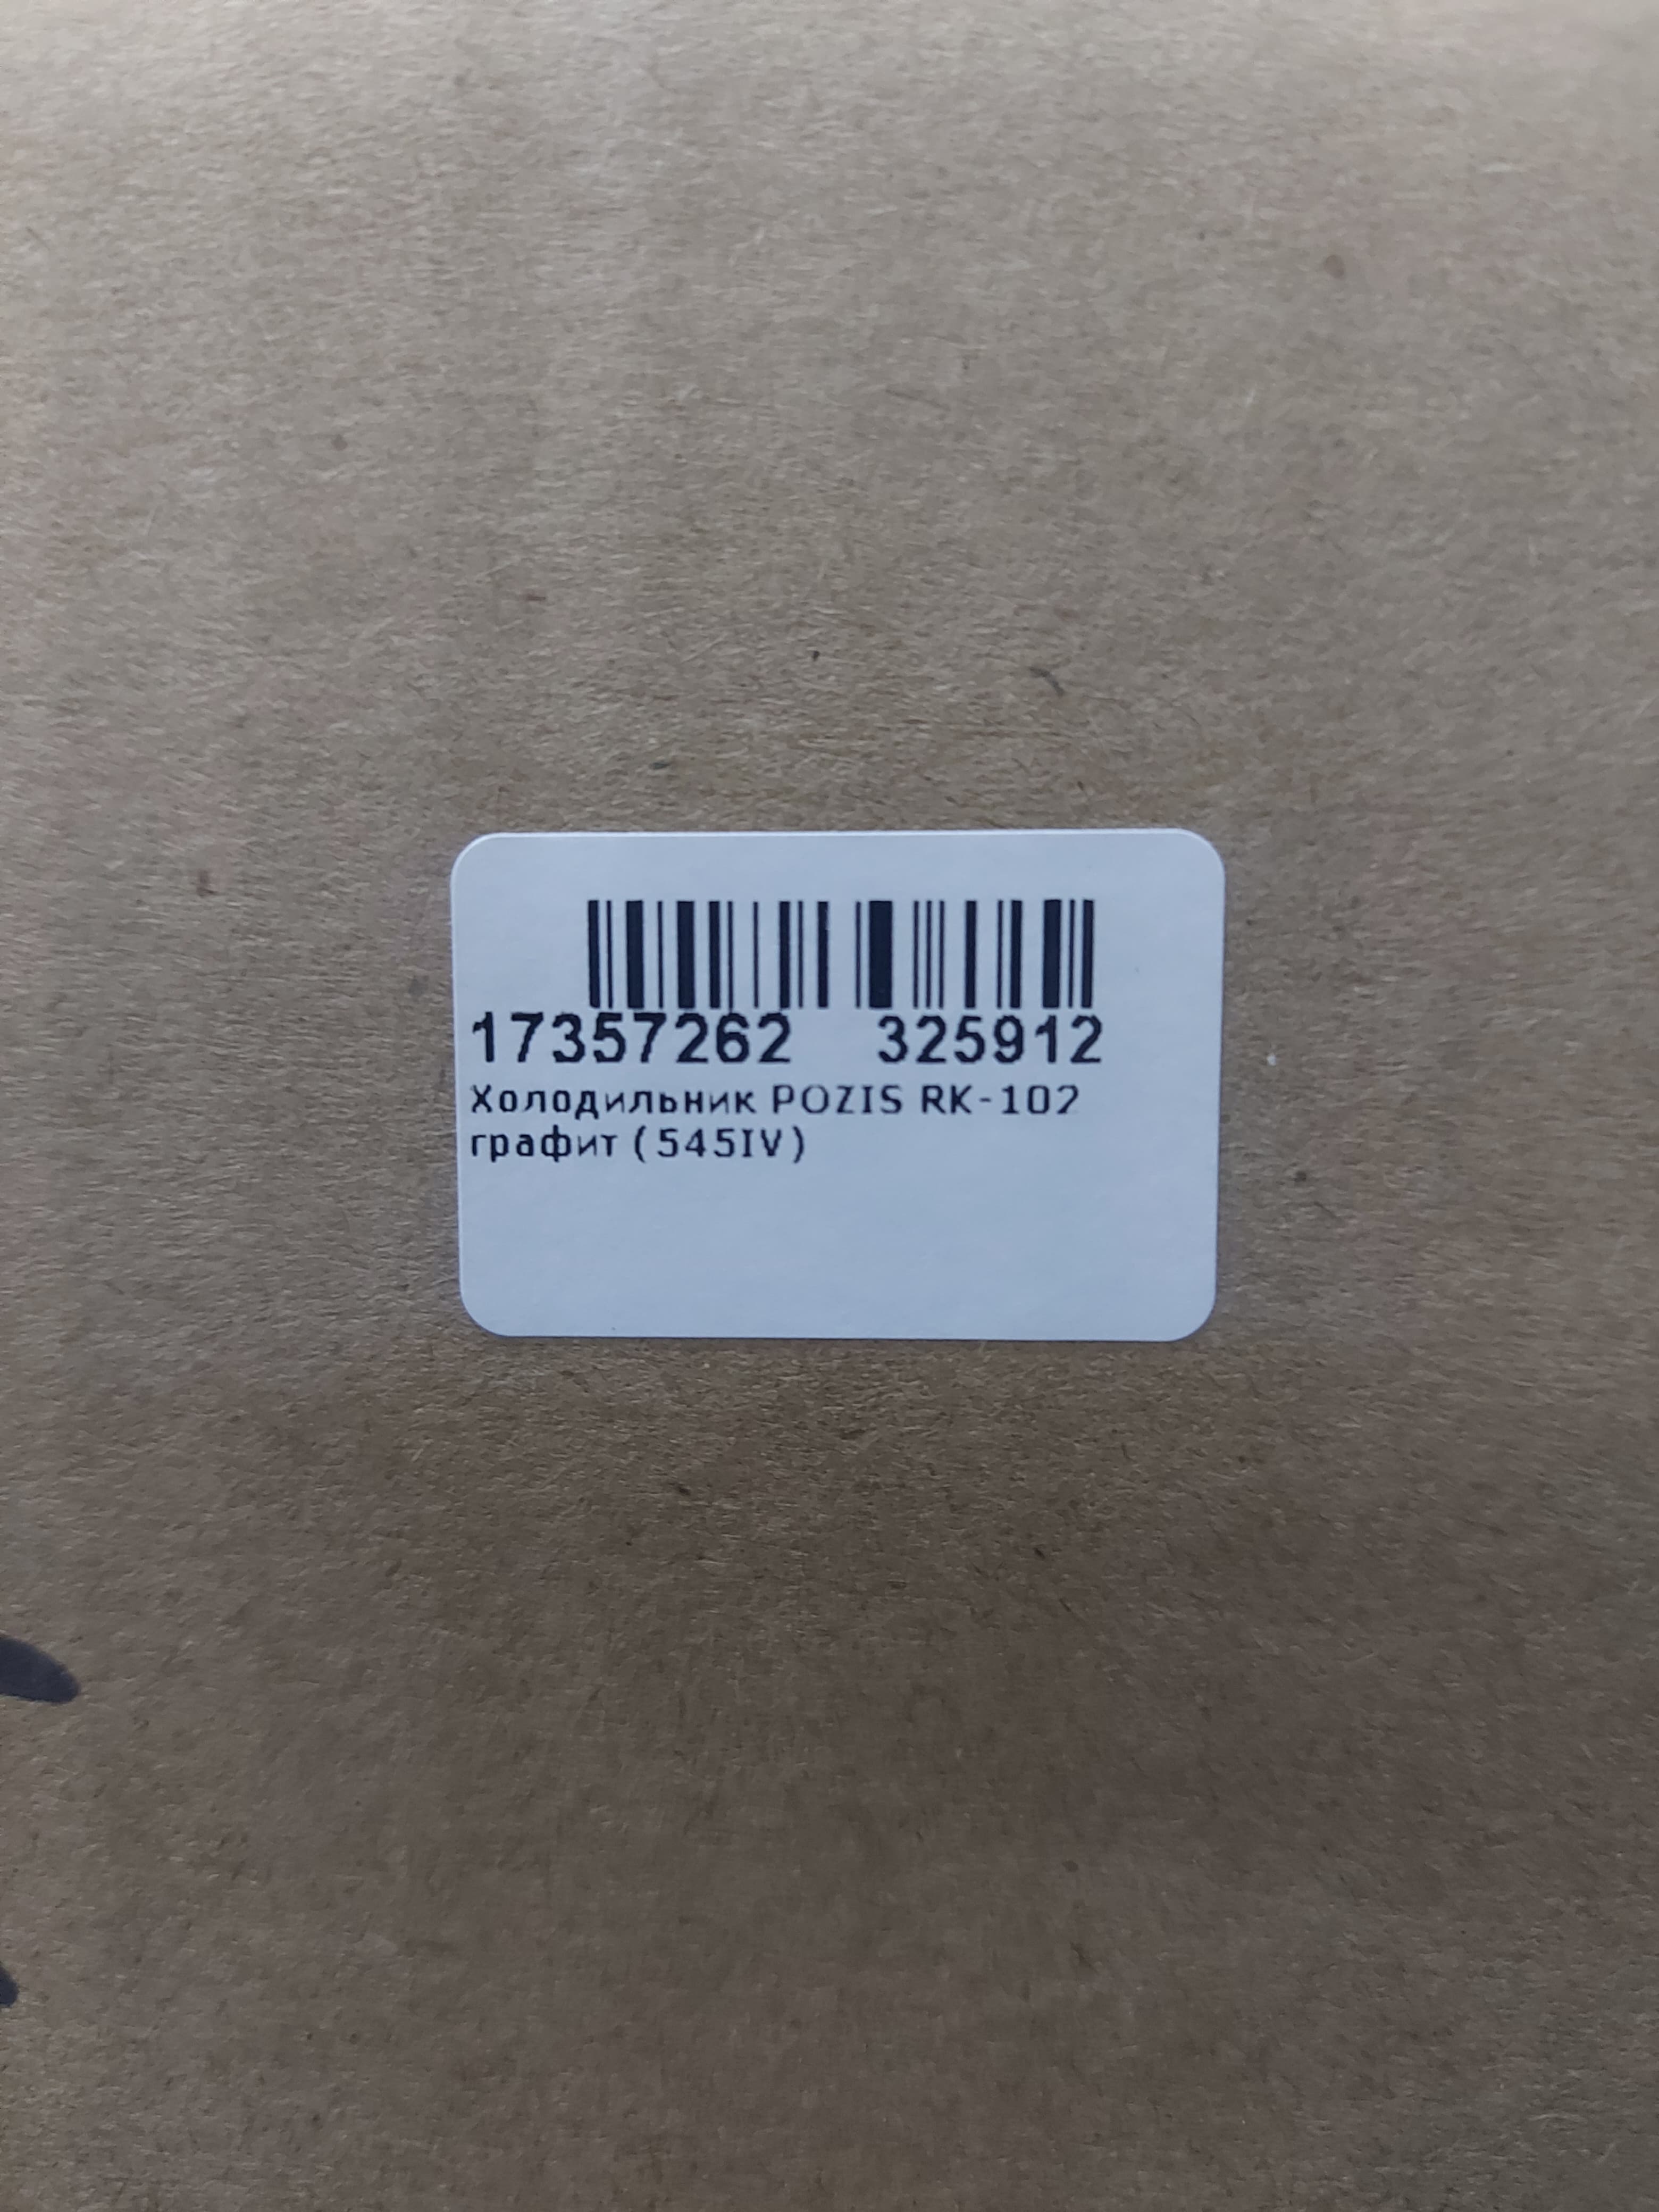 17357262 325912
Холодильник POZIS RK-102
графит (545IV)